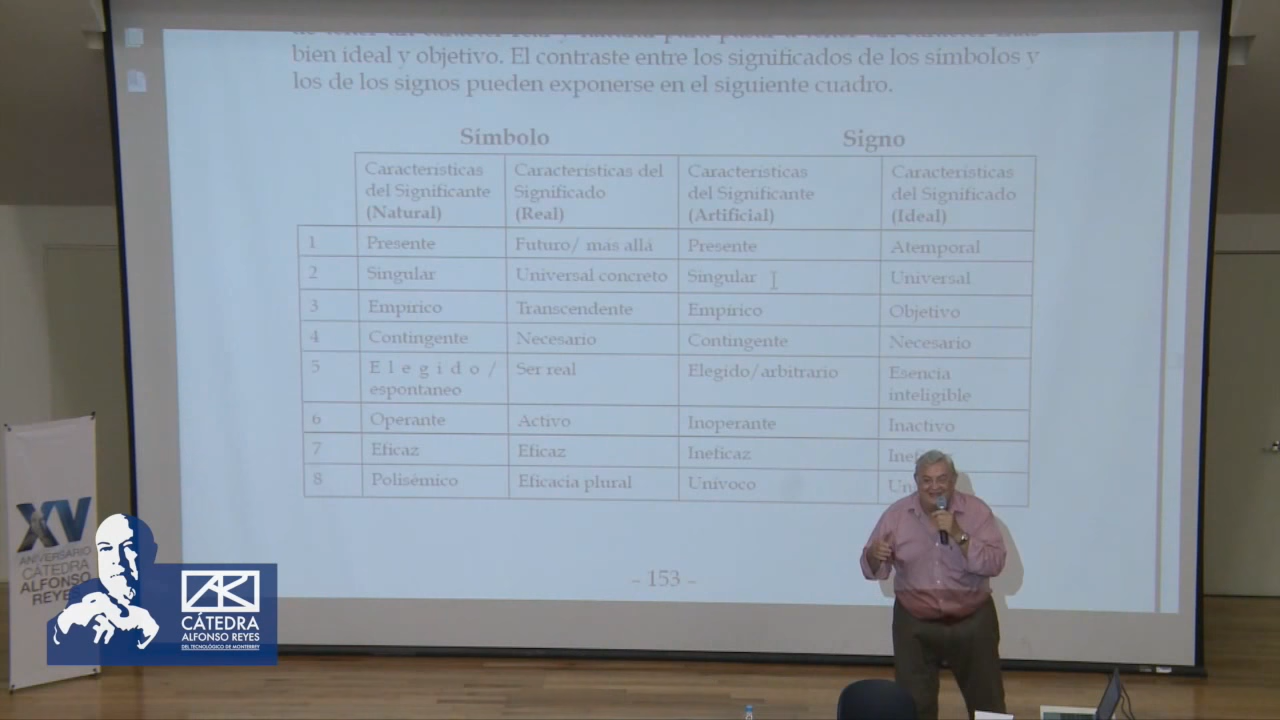 bien ideal y objetivo. El contraste entre los significados de los símbolos y
los de los signos pueden exponerse en el siguiente cuadro.
Símbolo Signo
Características del Significante (Natural) Características del Significado (Real) Características del Significante (Artificial) Características del Significado (Ideal)
1 Presente Futuro/ mas allá Presente Atemporal
2 Singular Universal concreto Singular Universal
3 Empírico Transcendente Empírico Objetivo
4 Contingente Necesario Contingente Necesario
5 Elegido/ espontaneo Ser real Elegido/arbitrario Esencia inteligible
6 Operante Activo Inoperante Inactivo
7 Eficaz Eficaz Ineficaz
8 Polisémico Eficacia plural Unívoco
- 153 -
XV
ANIVERSARIO
CÁTEDRA
ALFONSO
REYES
CÁTEDRA
ALFONSO REYES
DEL TECNOLÓGICO DE MONTERREY